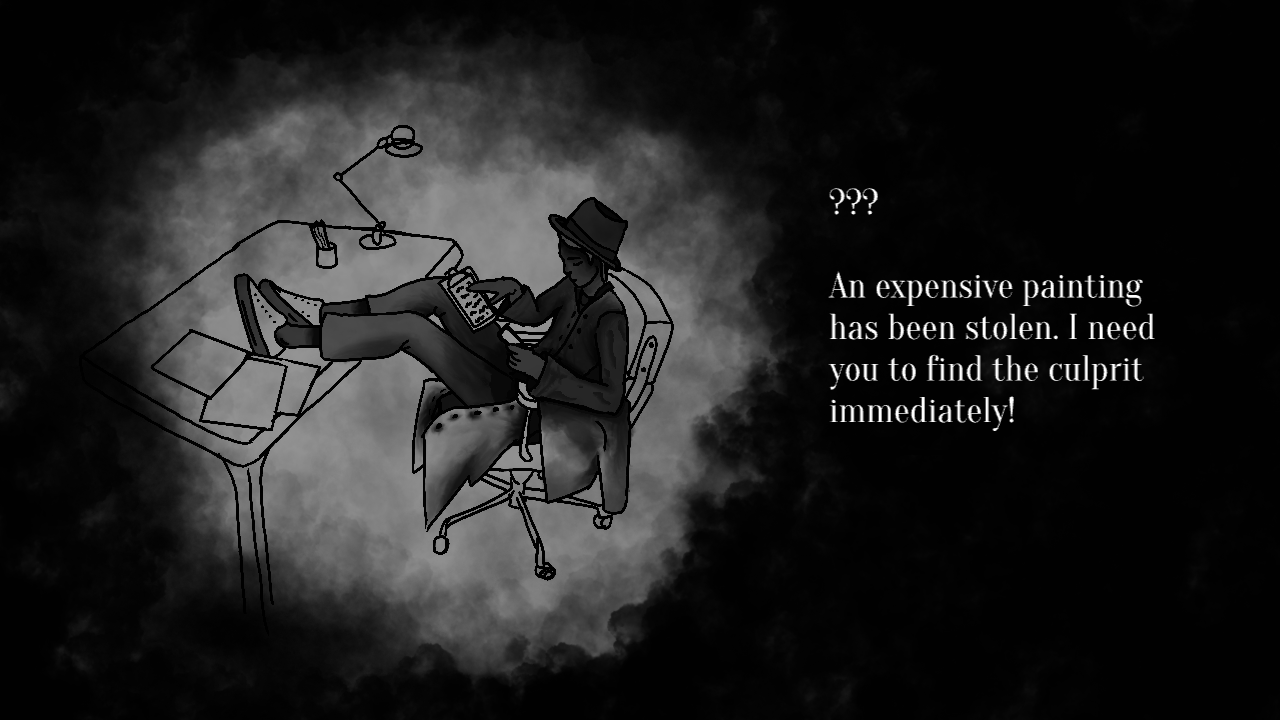 ???
An expensive painting
has been stolen. I need
you to find the culprit
immediately!